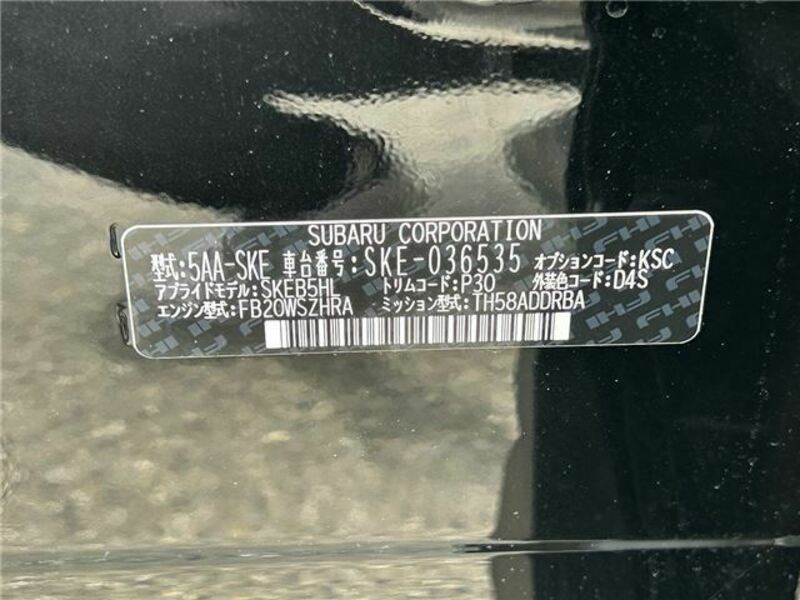 SUBARU CORPORATION
型式:5AA-SKE 車台番号:SKE-036535 オプションコード:KSC
アプライドモデル:SKEB5HL トリムコード:P30 外装色コード:D4S
エンジン型式:FB20WSZHRA ミッション型式:TH58ADDRBA
FHI